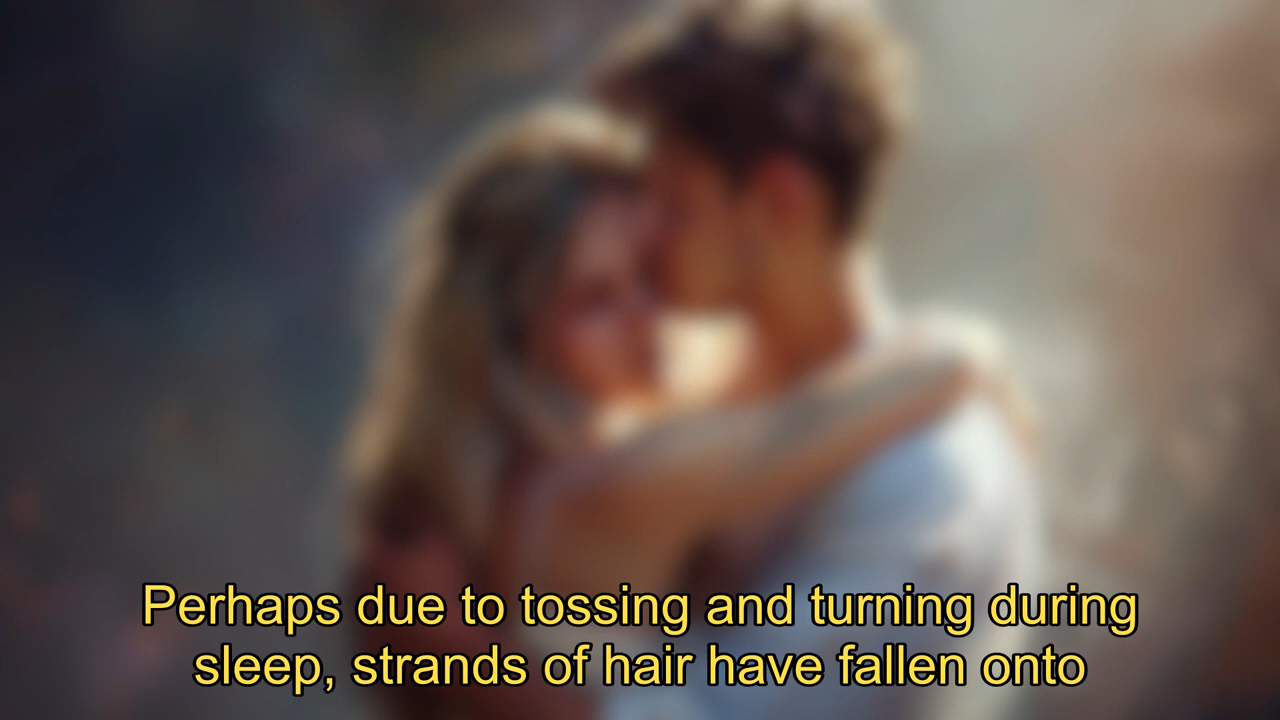 Perhaps due to tossing and turning during
sleep, strands of hair have fallen onto